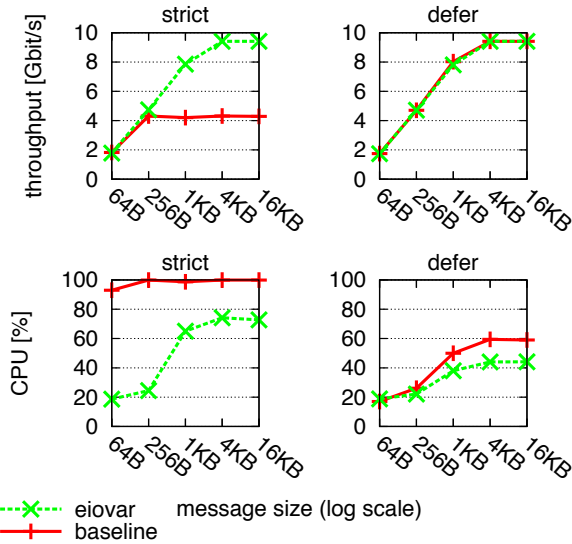 strict
defer
throughput [Gbit/s]
10
8
6
4
2
0
64B
256B
1KB
4KB
16KB
10
8
6
4
2
0
64B
256B
1KB
4KB
16KB
strict
defer
CPU [%]
100
80
60
40
20
0
64B
256B
1KB
4KB
16KB
100
80
60
40
20
0
64B
256B
1KB
4KB
16KB
eiovar
message size (log scale)
baseline